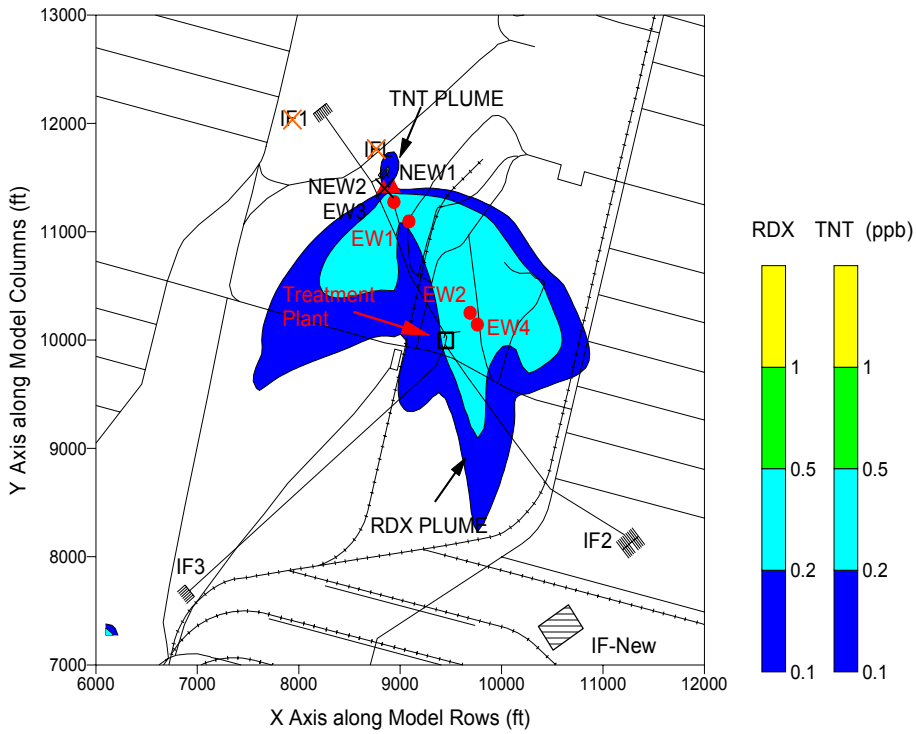 13000
12000
11000
10000
9000
8000
7000
6000
7000
8000
9000
10000
11000
12000
Y Axis along Model Columns (ft)
X Axis along Model Rows (ft)
TNT PLUME
IF1
NEW1
NEW2
EW3
EW1
Treatment
Plant
EW2
EW4
RDX PLUME
IF2
IF3
IF-New
RDX TNT (ppb)
1 1
0.5 0.5
0.2 0.2
0.1 0.1